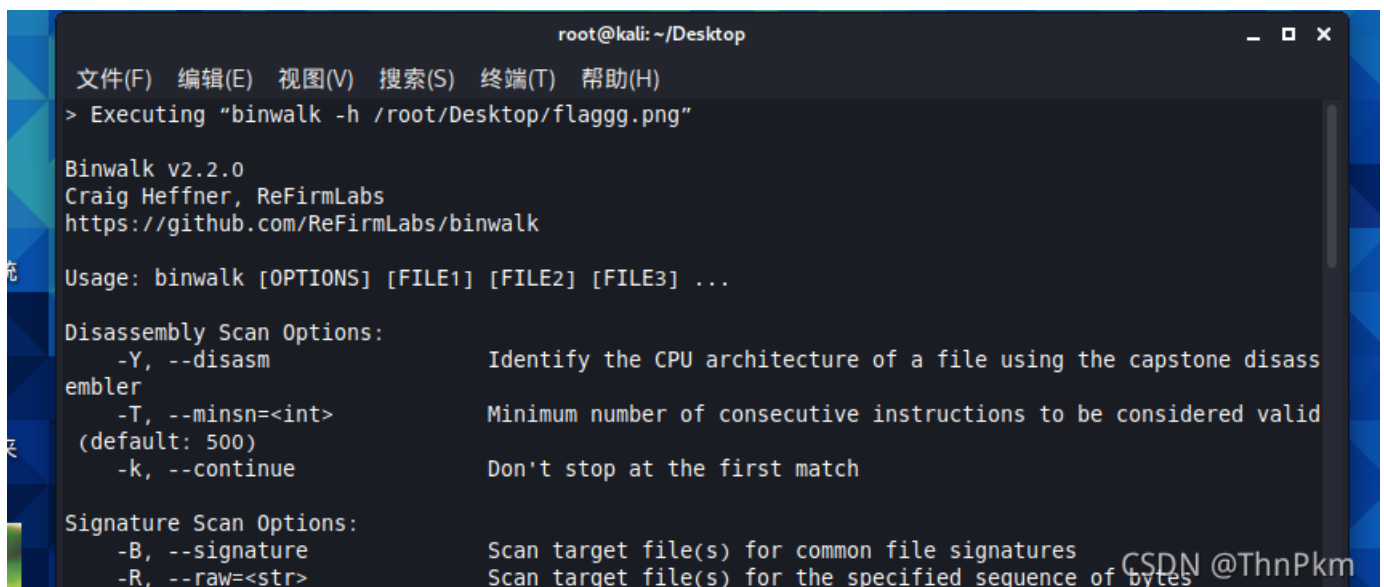 root@kali: ~/Desktop
文件(F) 编辑(E) 视图(V) 搜索(S) 终端(T) 帮助(H)
> Executing “binwalk -h /root/Desktop/flaggg.png”
Binwalk v2.2.0
Craig Heffner, ReFirmLabs
https://github.com/ReFirmLabs/binwalk
Usage: binwalk [OPTIONS] [FILE1] [FILE2] [FILE3] ...
Disassembly Scan Options:
-Y, --disasm Identify the CPU architecture of a file using the capstone disass
embler
-T, --minsn=<int> Minimum number of consecutive instructions to be considered valid
(default: 500)
-k, --continue Don't stop at the first match
Signature Scan Options:
-B, --signature Scan target file(s) for common file signatures
-R, --raw=<str> Scan target file(s) for the specified sequence of bytes
CSDN @ThnPkm